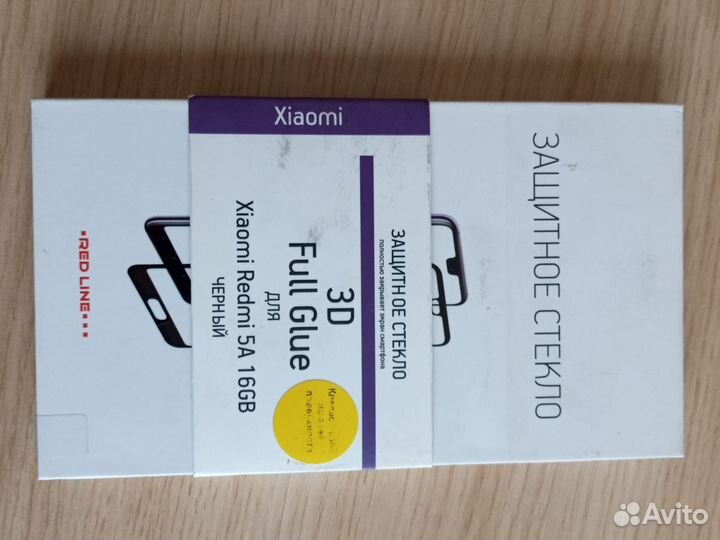 Xiaomi
ЗАЩИТНОЕ СТЕКЛО
ЗАЩИТНОЕ СТЕКЛО
полностью закрывает экран смартфона
3D
Full Glue
для
Xiaomi Redmi 5A 16GB
ЧЕРНЫЙ
RED LINE
поверхности
Avito